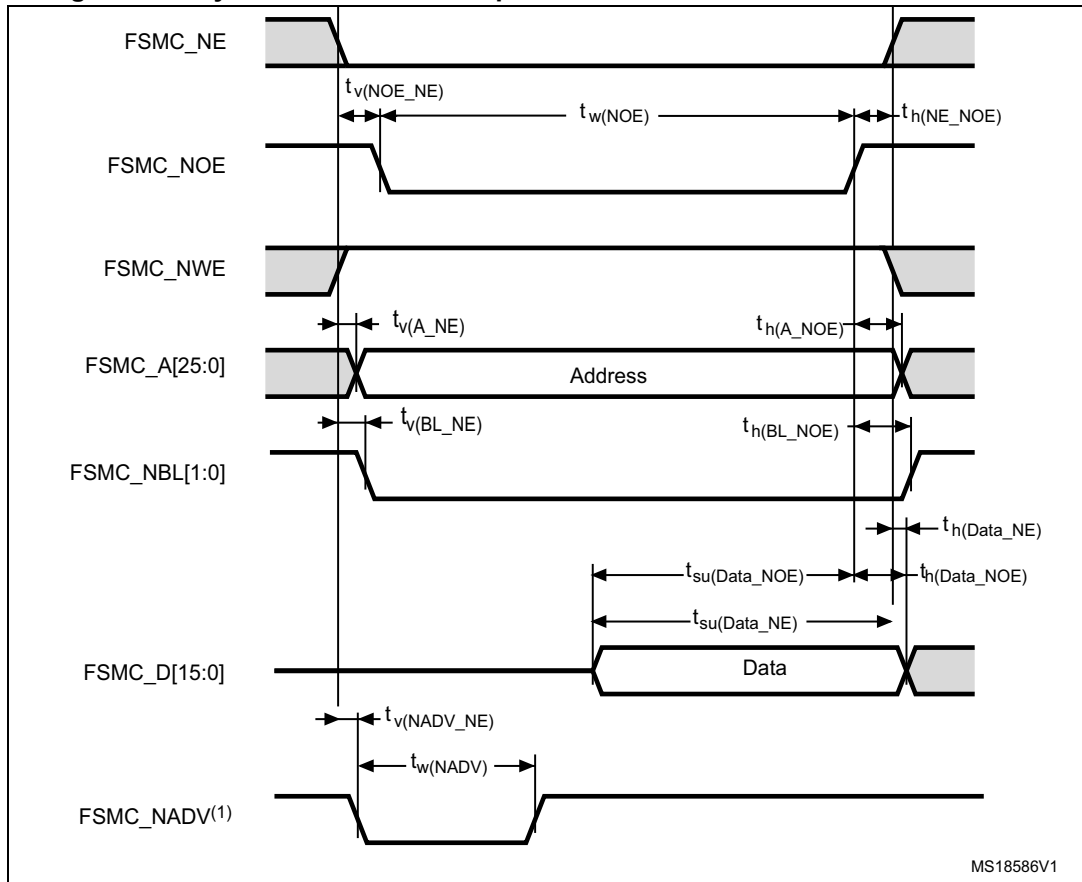 FSMC_NE
tv(NOE_NE)
tw(NOE)
th(NE_NOE)
FSMC_NOE
FSMC_NWE
tv(A_NE)
th(A_NOE)
FSMC_A[25:0]
Address
tv(BL_NE)
th(BL_NOE)
FSMC_NBL[1:0]
th(Data_NE)
tsu(Data_NOE)
th(Data_NOE)
tsu(Data_NE)
FSMC_D[15:0]
Data
tv(NADV_NE)
tw(NADV)
FSMC_NADV(1)
MS18586V1